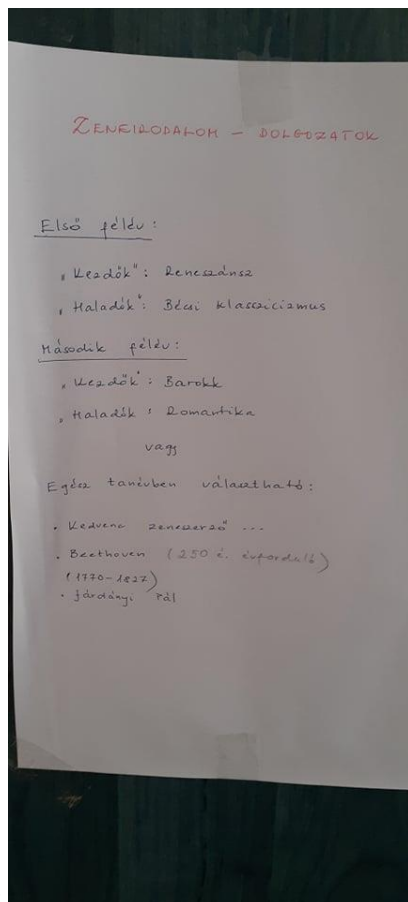 ZENEIRODALOM - DOLGOZATOK
Első félév:
„Kezdők": Reneszánsz
„Haladók": Bécsi klasszicizmus
Második félév:
„Kezdők": Barokk
„Haladók: Romantika
vagy
Egész tanévben választható:
• Kedvenc zeneszerző ...
• Beethoven (250 é. évforduló)
(1770-1827)
• Járdányi Pál